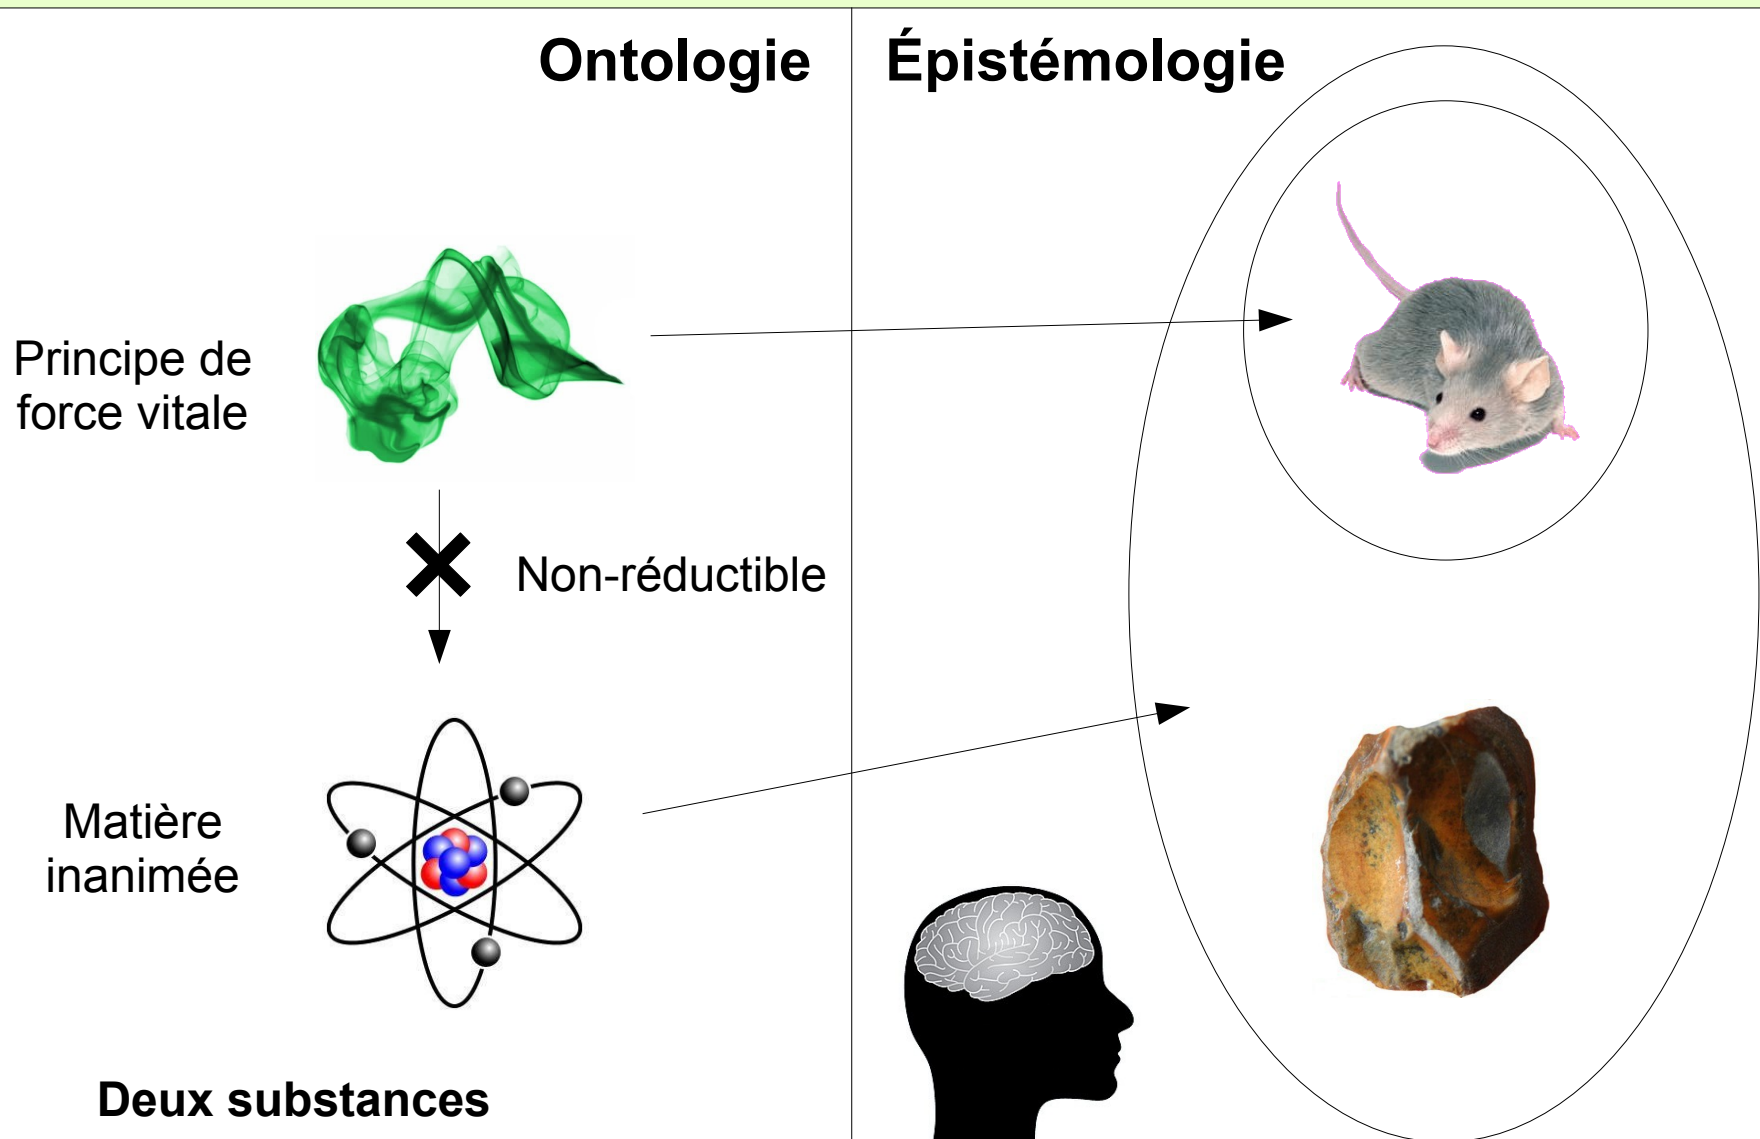 Ontologie
Épistémologie
Principe de
force vitale
Non-réductible
Matière
inanimée
Deux substances